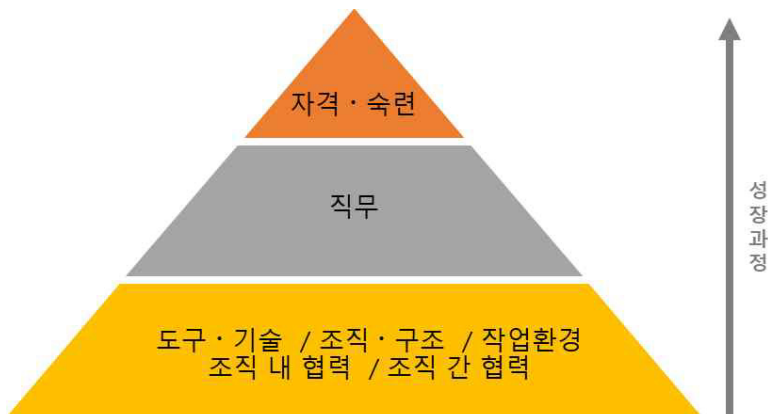 자격 · 숙련
직무
도구 · 기술 / 조직 · 구조 / 작업환경
조직 내 협력 / 조직 간 협력
성장과정